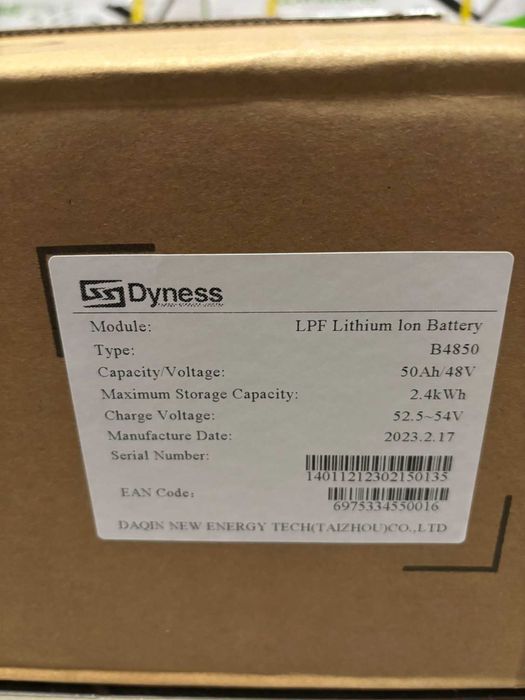 Dyness
Module: LPF Lithium Ion Battery
Type: B4850
Capacity/Voltage: 50Ah/48V
Maximum Storage Capacity: 2.4kWh
Charge Voltage: 52.5~54V
Manufacture Date: 2023.2.17
Serial Number:
14011212302150135
EAN Code:
6975334550016
DAQIN NEW ENERGY TECH(TAIZHOU)CO.,LTD